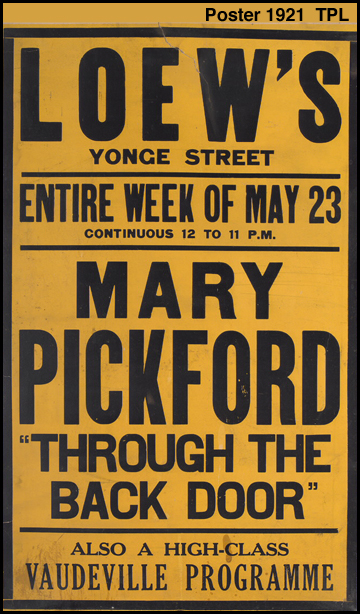 Poster 1921 TPL
LOEW'S
YONGE STREET
ENTIRE WEEK OF MAY 23
CONTINUOUS 12 TO 11 P.M.
MARY
PICKFORD
"THROUGH THE
BACK DOOR"
ALSO A HIGH-CLASS
VAUDEVILLE PROGRAMME